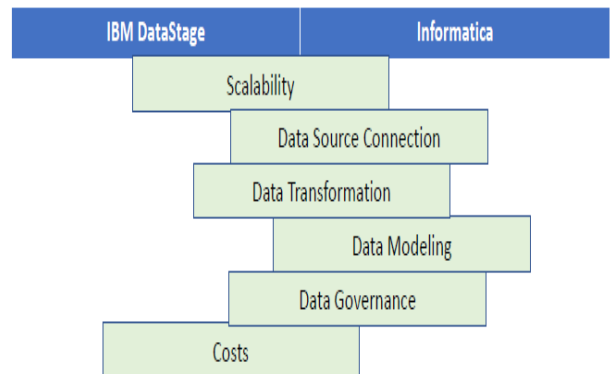 IBM DataStage
Informatica
Scalability
Data Source Connection
Data Transformation
Data Modeling
Data Governance
Costs